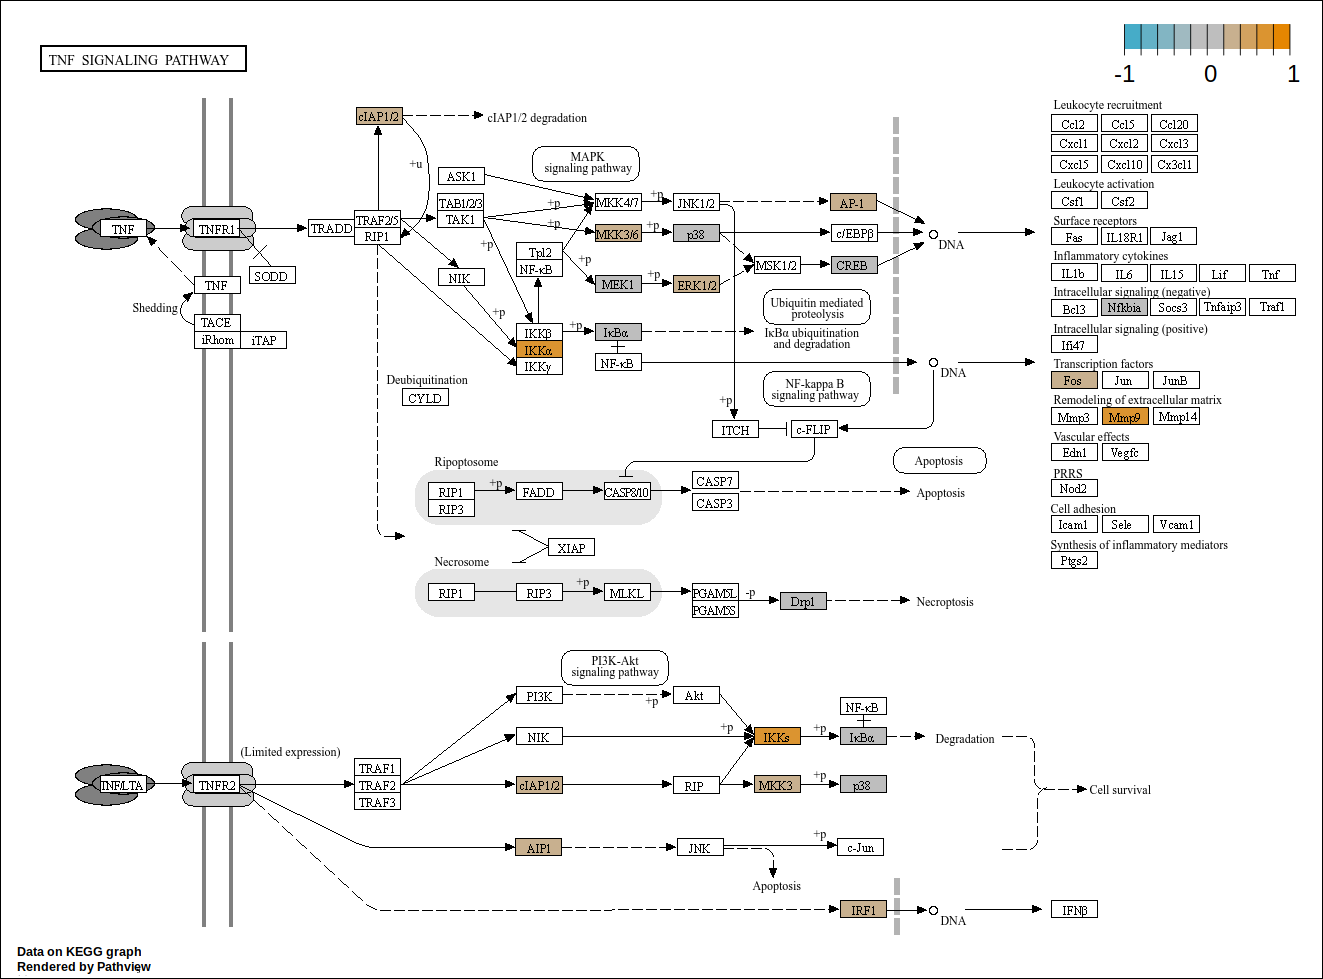 TNF SIGNALING PATHWAY
-1 0 1
cIAP1/2
cIAP1/2 degradation
+u
MAPK
signaling pathway
ASK1
TAB1/2/3
TAK1
+p
+p
+p
MKK4/7
+p
JNK1/2
AP-1
TNF
TNFR1
TRADD
TRAF2/5
RIP1
MKK3/6
+p
p38
c/EBPβ
DNA
Tpl2
NF-κB
+p
MSK1/2
CREB
SODD
TNF
NIK
MEK1
+p
ERK1/2
Shedding
TACE
iRhom
iTAP
+p
Ubiquitin mediated
proteolysis
IKKβ
IKKα
IKKγ
+p
IκBα
IκBα ubiquitination
and degradation
NF-κB
DNA
Deubiquitination
CYLD
NF-kappa B
signaling pathway
+p
ITCH
c-FLIP
Ripoptosome
RIP1
RIP3
+p
FADD
CASP8/10
CASP7
CASP3
Apoptosis
Apoptosis
XIAP
Necrosome
RIP1
RIP3
+p
MLKL
PGAM5L
PGAM5S
-p
Drp1
Necroptosis
Leukocyte recruitment
Ccl2 Ccl5 Ccl20
Cxcl1 Cxcl2 Cxcl3
Cxcl5 Cxcl10 Cx3cl1
Leukocyte activation
Csf1 Csf2
Surface receptors
Fas IL18R1 Jag1
Inflammatory cytokines
IL1b IL6 IL15 Lif Tnf
Intracellular signaling (negative)
Bcl3 Nfkbia Socs3 Tnfaip3 Traf1
Intracellular signaling (positive)
Ifi47
Transcription factors
Fos Jun JunB
Remodeling of extracellular matrix
Mmp3 Mmp9 Mmp14
Vascular effects
Edn1 Vegfc
PRRS
Nod2
Cell adhesion
Icam1 Sele Vcam1
Synthesis of inflammatory mediators
Ptgs2
PI3K-Akt
signaling pathway
PI3K
+p
Akt
NF-κB
(Limited expression)
NIK
+p
IKKs
+p
IκBα
Degradation
TNF/LTA
TNFR2
TRAF1
TRAF2
TRAF3
cIAP1/2
RIP
MKK3
+p
p38
Cell survival
AIP1
JNK
+p
c-Jun
Apoptosis
IRF1
DNA
IFNβ
Data on KEGG graph
Rendered by Pathview